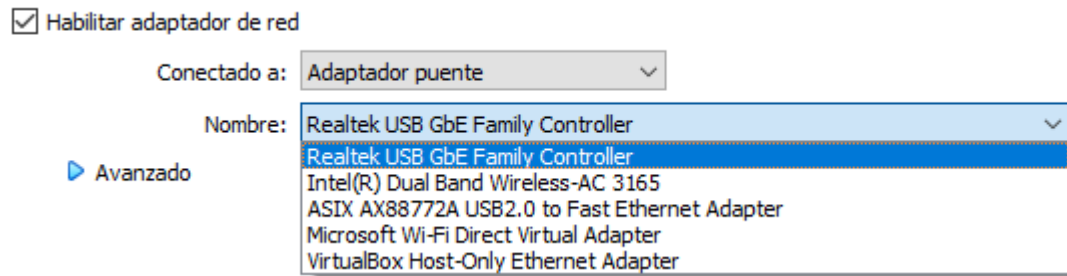 Habilitar adaptador de red
Conectado a: Adaptador puente
Nombre: Realtek USB GbE Family Controller
Realtek USB GbE Family Controller
Avanzado
Intel(R) Dual Band Wireless-AC 3165
ASIX AX88772A USB2.0 to Fast Ethernet Adapter
Microsoft Wi-Fi Direct Virtual Adapter
VirtualBox Host-Only Ethernet Adapter